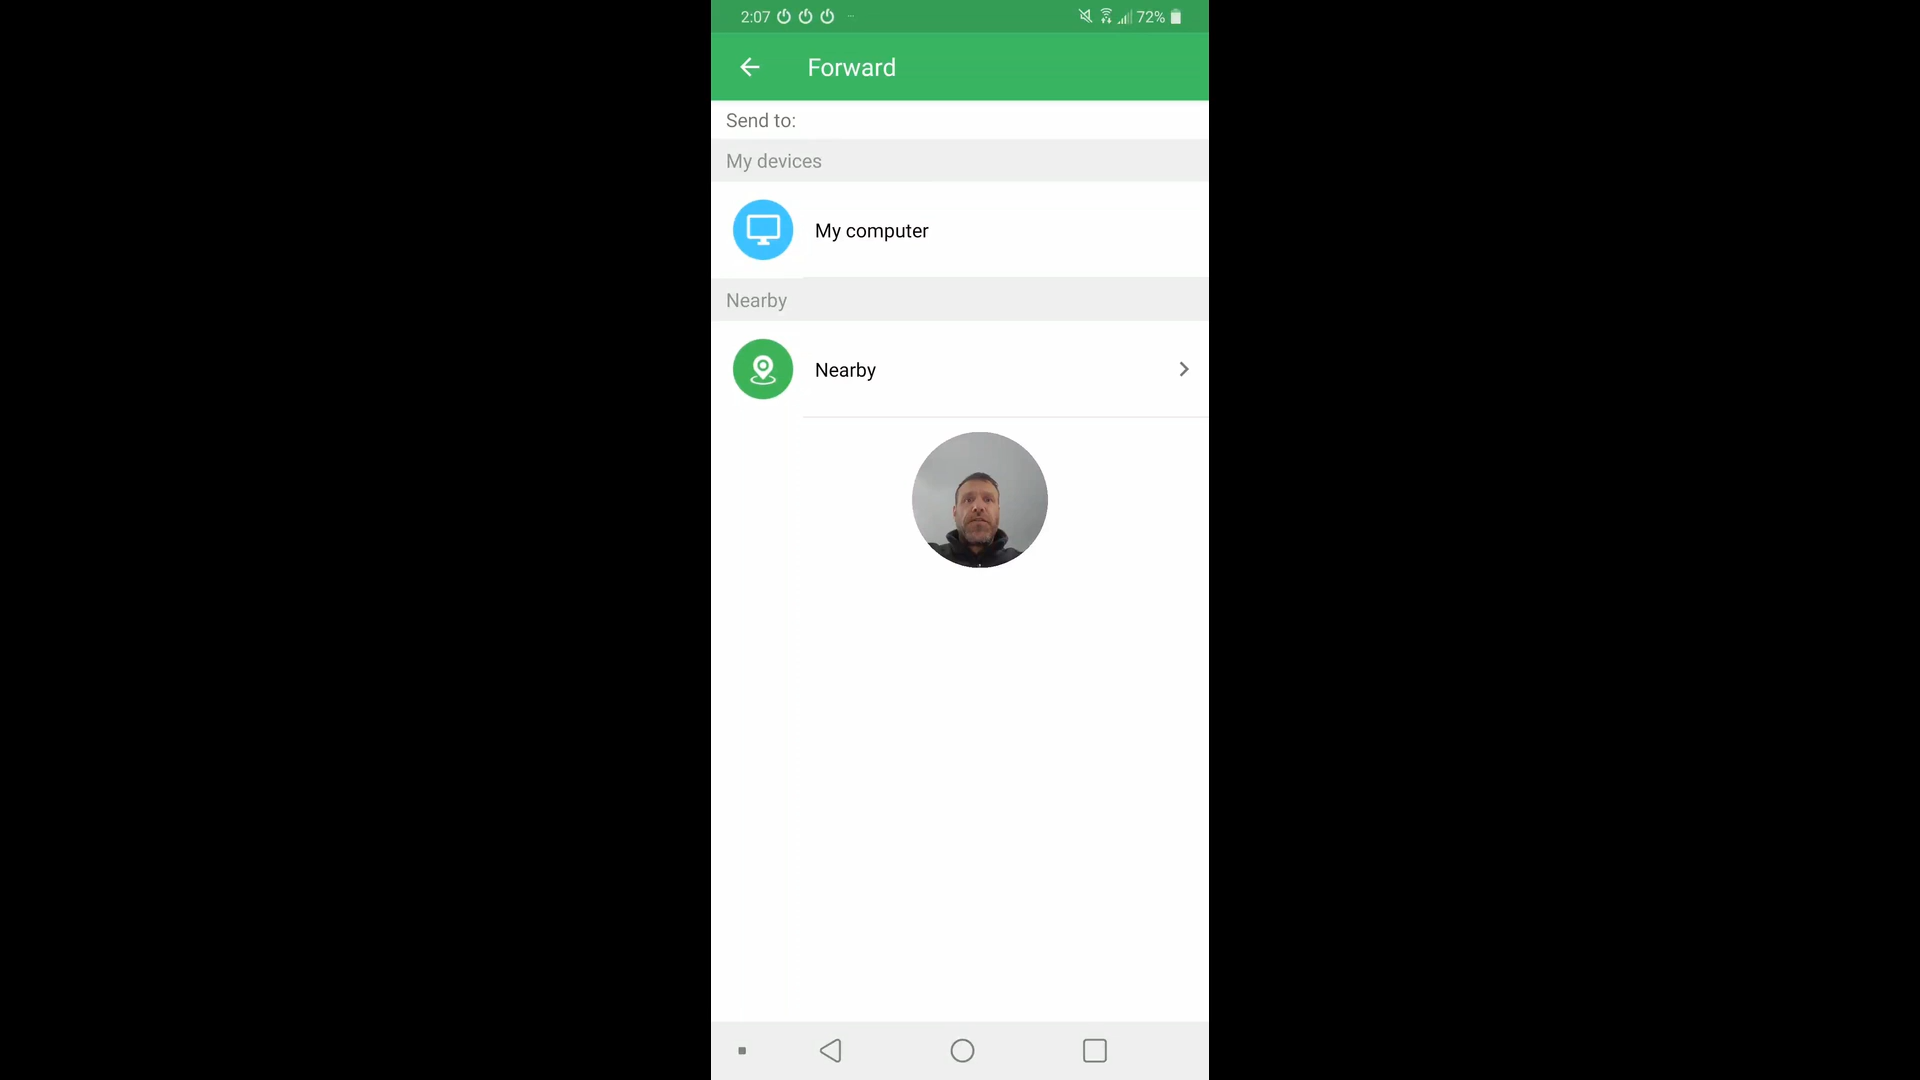 2:07 72%
Forward
Send to:
My devices
My computer
Nearby
Nearby